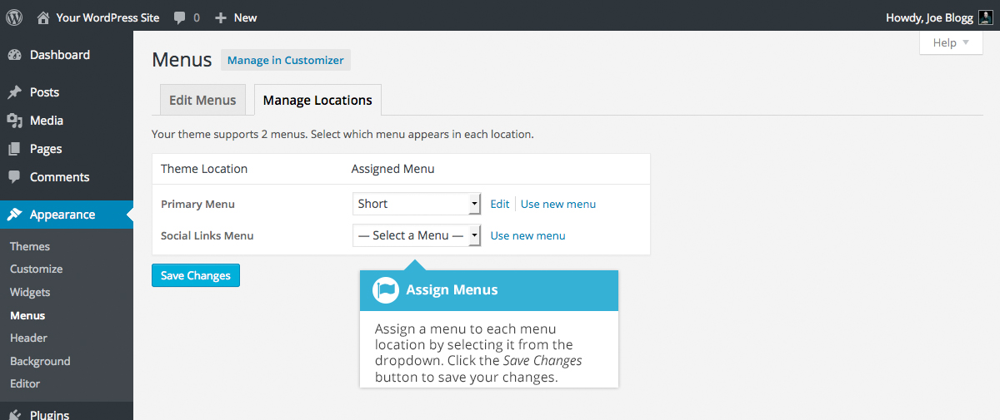 Your WordPress Site 0 New Howdy, Joe Blogg
Help
Dashboard
Posts
Media
Pages
Comments
Appearance
Themes
Customize
Widgets
Menus
Header
Background
Editor
Plugins
Menus Manage in Customizer
Edit Menus Manage Locations
Your theme supports 2 menus. Select which menu appears in each location.
Theme Location Assigned Menu
Primary Menu Short Edit Use new menu
Social Links Menu — Select a Menu — Use new menu
Save Changes
Assign Menus
Assign a menu to each menu
location by selecting it from the
dropdown. Click the Save Changes
button to save your changes.